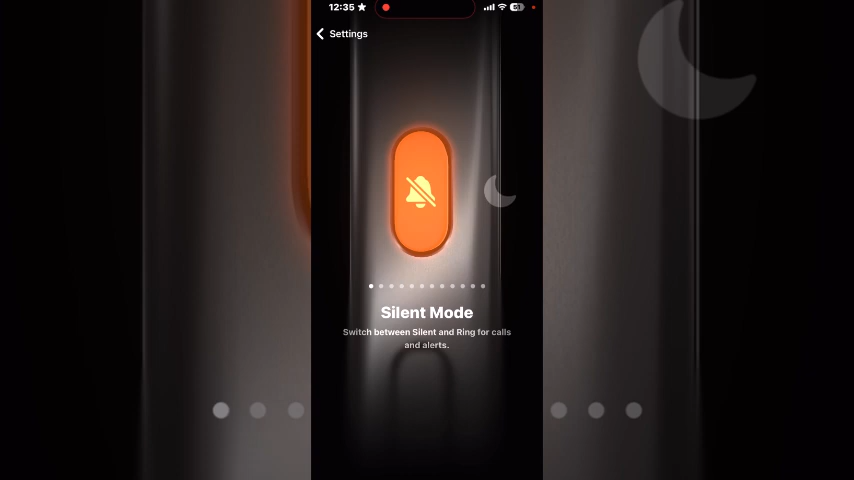 12:35
Settings
Silent Mode
Switch between Silent and Ring for calls
and alerts.